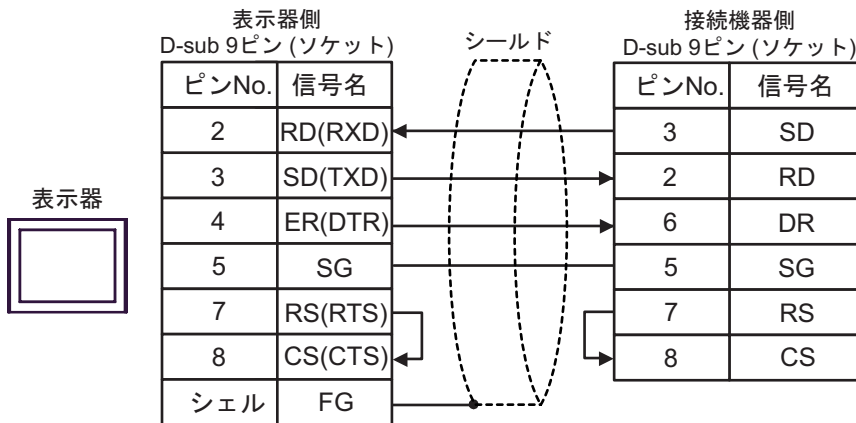 表示器側
D-sub 9ピン (ソケット)
シールド
接続機器側
D-sub 9ピン (ソケット)
ピンNo. 信号名
ピンNo. 信号名
2 RD(RXD)
3 SD
3 SD(TXD)
2 RD
表示器
4 ER(DTR)
6 DR
5 SG
5 SG
7 RS(RTS)
7 RS
8 CS(CTS)
8 CS
シェル FG